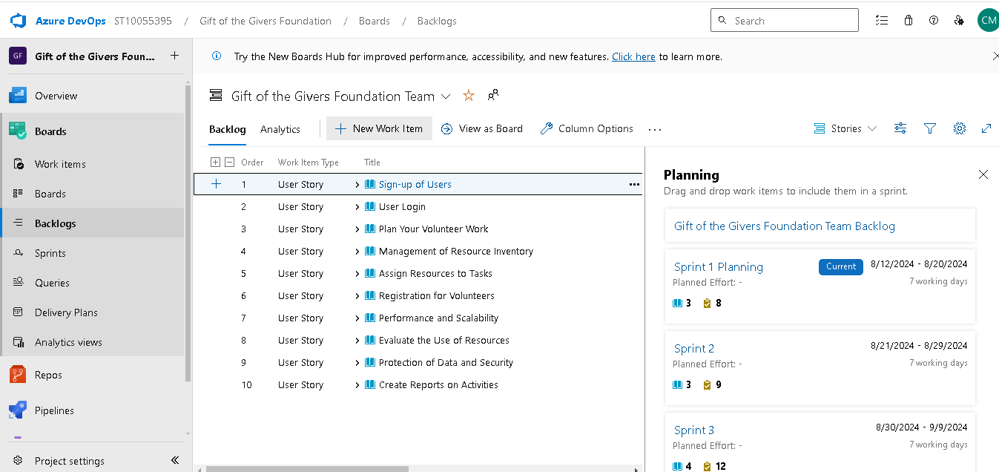 Azure DevOps ST10055395 / Gift of the Givers Foundation / Boards / Backlogs
Search
CM
GF Gift of the Givers Foun...
Overview
Boards
Work items
Boards
Backlogs
Sprints
Queries
Delivery Plans
Analytics views
Repos
Pipelines
Project settings
Try the New Boards Hub for improved performance, accessibility, and new features. Click here to learn more.
Gift of the Givers Foundation Team
Backlog Analytics New Work Item View as Board Column Options Stories
Order Work Item Type Title
1 User Story Sign-up of Users
2 User Story User Login
3 User Story Plan Your Volunteer Work
4 User Story Management of Resource Inventory
5 User Story Assign Resources to Tasks
6 User Story Registration for Volunteers
7 User Story Performance and Scalability
8 User Story Evaluate the Use of Resources
9 User Story Protection of Data and Security
10 User Story Create Reports on Activities
Planning
Drag and drop work items to include them in a sprint.
Gift of the Givers Foundation Team Backlog
Sprint 1 Planning Current 8/12/2024 - 8/20/2024
Planned Effort: - 7 working days
3 8
Sprint 2 8/21/2024 - 8/29/2024
Planned Effort: - 7 working days
3 9
Sprint 3 8/30/2024 - 9/9/2024
Planned Effort: - 7 working days
4 12